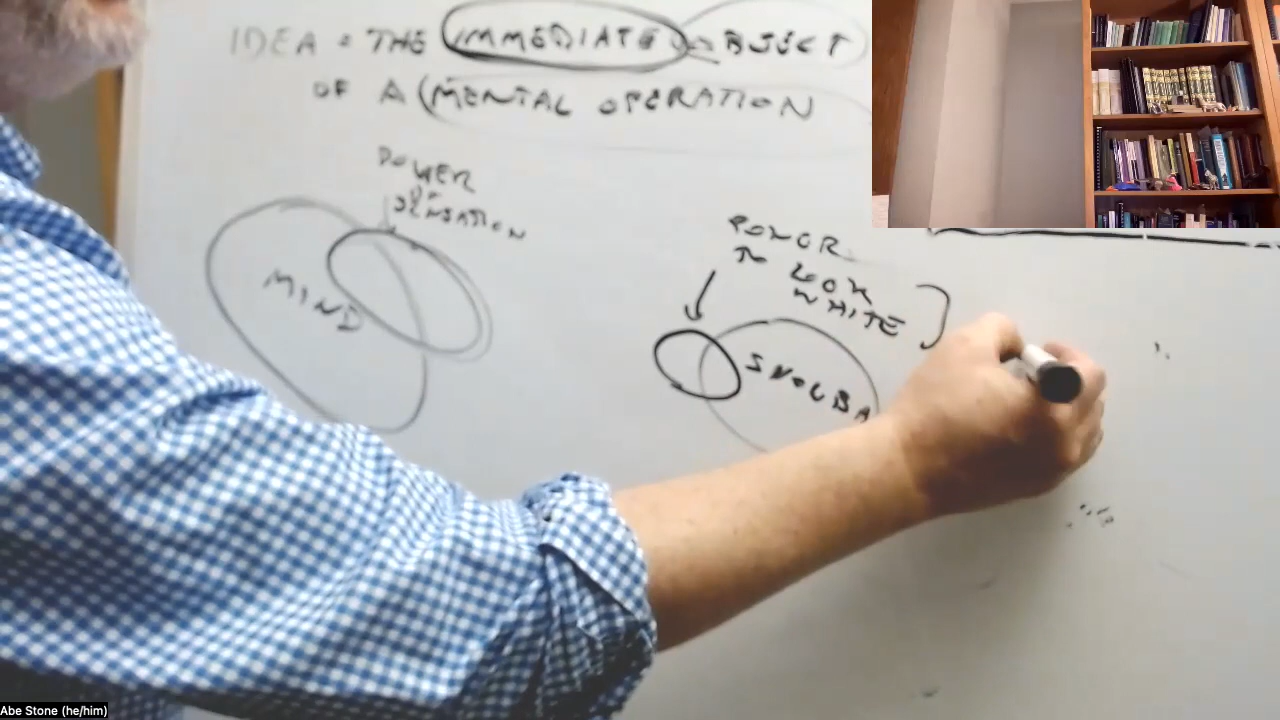 IDEA = THE IMMEDIATE OBJECT
OF A (MENTAL OPERATION
POWER
OF
SENSATION
MIND
POWER
TO LOOK
WHITE
SNOWBA
Abe Stone (he/him)